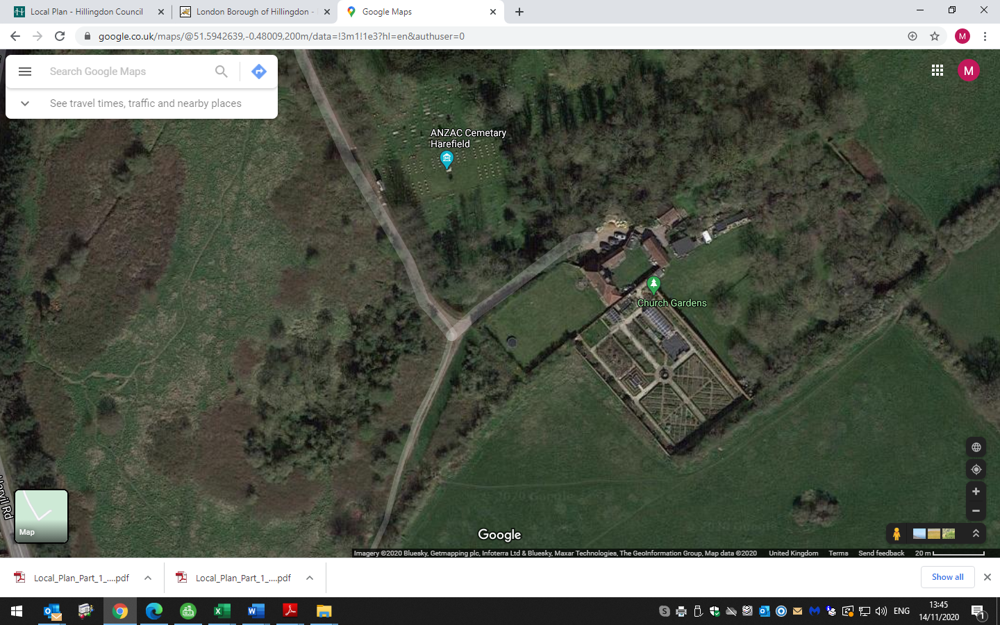 Local Plan - Hillingdon Council
London Borough of Hillingdon -
Google Maps
google.co.uk/maps/@51.5942639,-0.48009,200m/data=!3m1!1e3?hl=en&authuser=0
M
Search Google Maps
M
See travel times, traffic and nearby places
ANZAC Cemetary
Harefield
Church Gardens
Harvil Rd
Map
Google
Imagery ©2020 Bluesky, Getmapping plc, Infoterra Ltd & Bluesky, Maxar Technologies, The GeoInformation Group, Map data ©2020
United Kingdom
Terms
Send feedback
20 m
Local_Plan_Part_1_....pdf
Local_Plan_Part_1_....pdf
Show all
ENG
13:45
14/11/2020
1